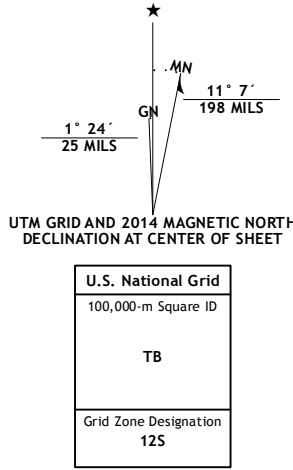 MN
GN
11° 7´
198 MILS
1° 24´
25 MILS
UTM GRID AND 2014 MAGNETIC NORTH
DECLINATION AT CENTER OF SHEET
U.S. National Grid
100,000-m Square ID
TB
Grid Zone Designation
12S